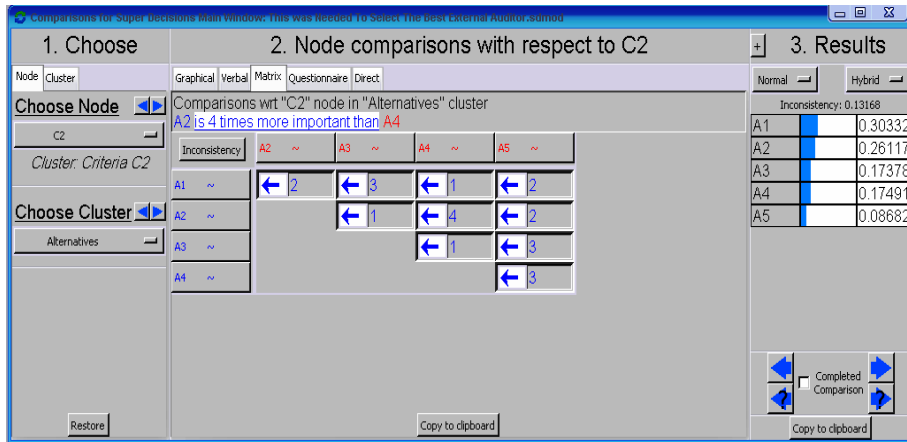 Comparisons for Super Decisions Main Window: This was Needed To Select The Best External Auditor.sdmod
1. Choose
2. Node comparisons with respect to C2
+ 3. Results
Node Cluster
Graphical Verbal Matrix Questionnaire Direct
Normal Hybrid
Choose Node
C2
Cluster: Criteria C2
Choose Cluster
Alternatives
Restore
Comparisons wrt "C2" node in "Alternatives" cluster
A2 is 4 times more important than A4
Inconsistency A2 ~ A3 ~ A4 ~ A5 ~
A1 ~ 2 3 1 2
A2 ~ 1 4 2
A3 ~ 1 3
A4 ~ 3
Copy to clipboard
Inconsistency: 0.13168
A1 0.30332
A2 0.26117
A3 0.17378
A4 0.17491
A5 0.08682
Completed
Comparison
? ?
Copy to clipboard